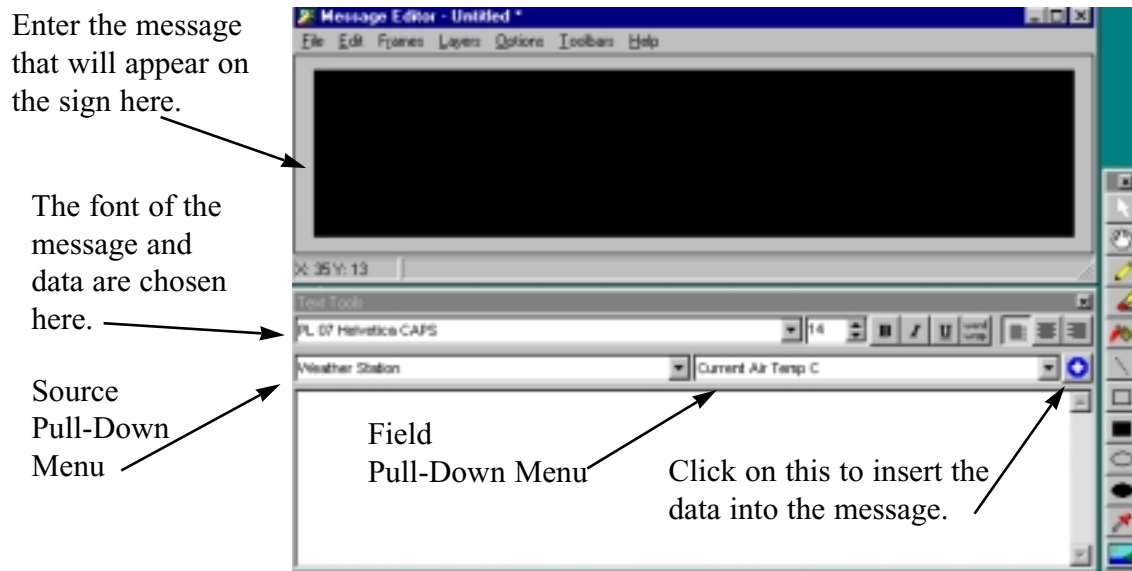 Enter the message
that will appear on
the sign here.
Message Editor - Untitled *
File Edit Frames Layers Options Toolbars Help
X: 35 Y: 13
The font of the
message and
data are chosen
here.
Text Tools
PL 07 Helvetica CAPS
14
B I U word wrap
Weather Station
Current Air Temp C
Source
Pull-Down
Menu
Field
Pull-Down Menu
Click on this to insert the
data into the message.